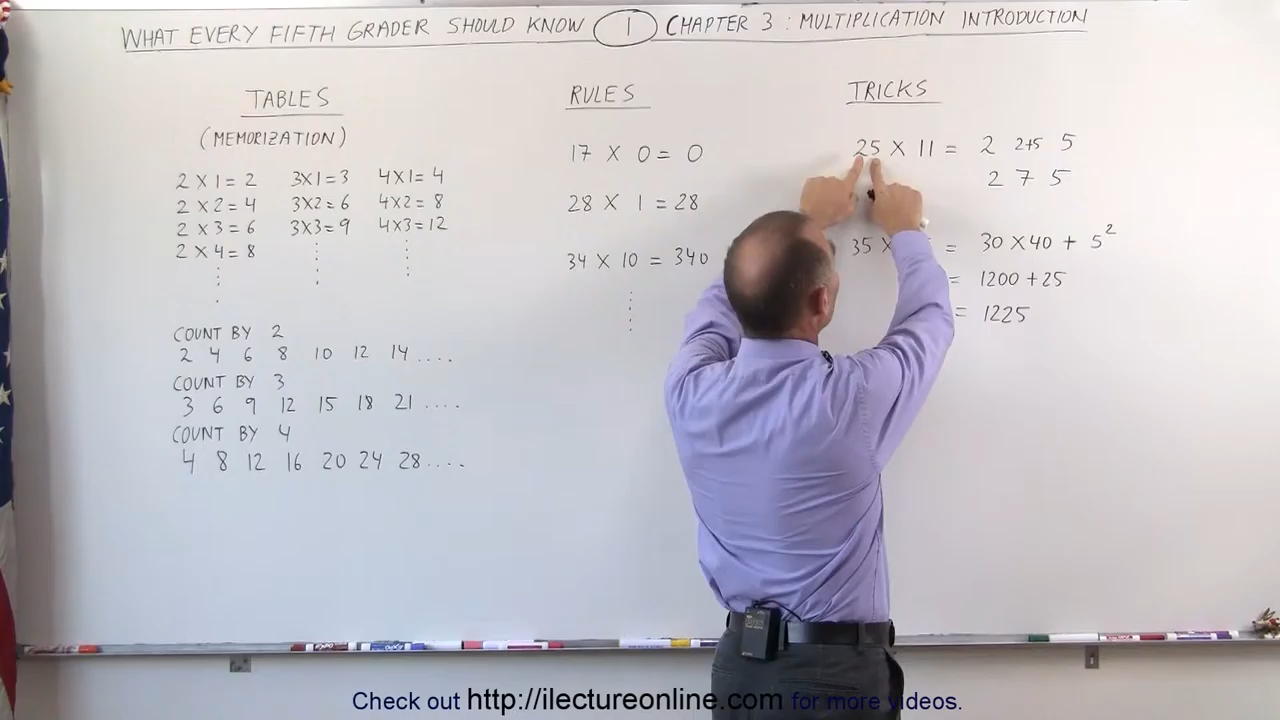 WHAT EVERY FIFTH GRADER SHOULD KNOW 1 CHAPTER 3 : MULTIPLICATION INTRODUCTION
TABLES
(MEMORIZATION)
2 X 1 = 2 3X1=3 4X1=4
2 X 2 = 4 3X2=6 4X2=8
2 X 3 = 6 3X3=9 4X3=12
2 X 4 = 8
COUNT BY 2
2 4 6 8 10 12 14 ....
COUNT BY 3
3 6 9 12 15 18 21 ....
COUNT BY 4
4 8 12 16 20 24 28 ....
RULES
17 X 0 = 0
28 X 1 = 28
34 X 10 = 340
TRICKS
25 X 11 = 2 2+5 5
2 7 5
35 X = 30 X 40 + 5²
= 1200 + 25
= 1225
Check out http://ilectureonline.com for more videos.